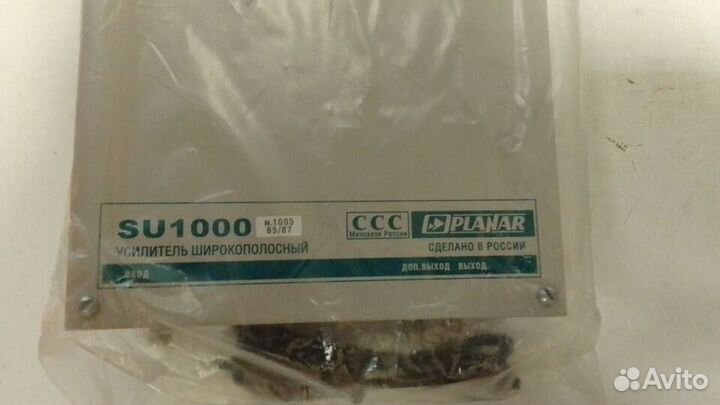 SU1000 м.1005 65/87
ССС Минсвязи России
PLANAR
УСИЛИТЕЛЬ ШИРОКОПОЛОСНЫЙ
СДЕЛАНО В РОССИИ
ВХОД
ДОП. ВЫХОД ВЫХОД
Avito